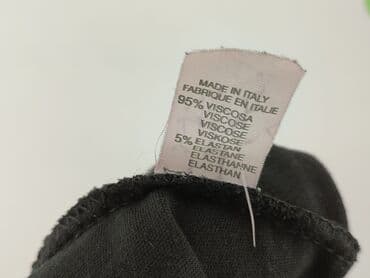 MADE IN ITALY
FABRIQUE EN ITALIE
95% VISCOSA
VISCOSE
VISCOSE
VISKOSE
5% ELASTAN
ELASTANE
ELASTHANNE
ELASTHAN